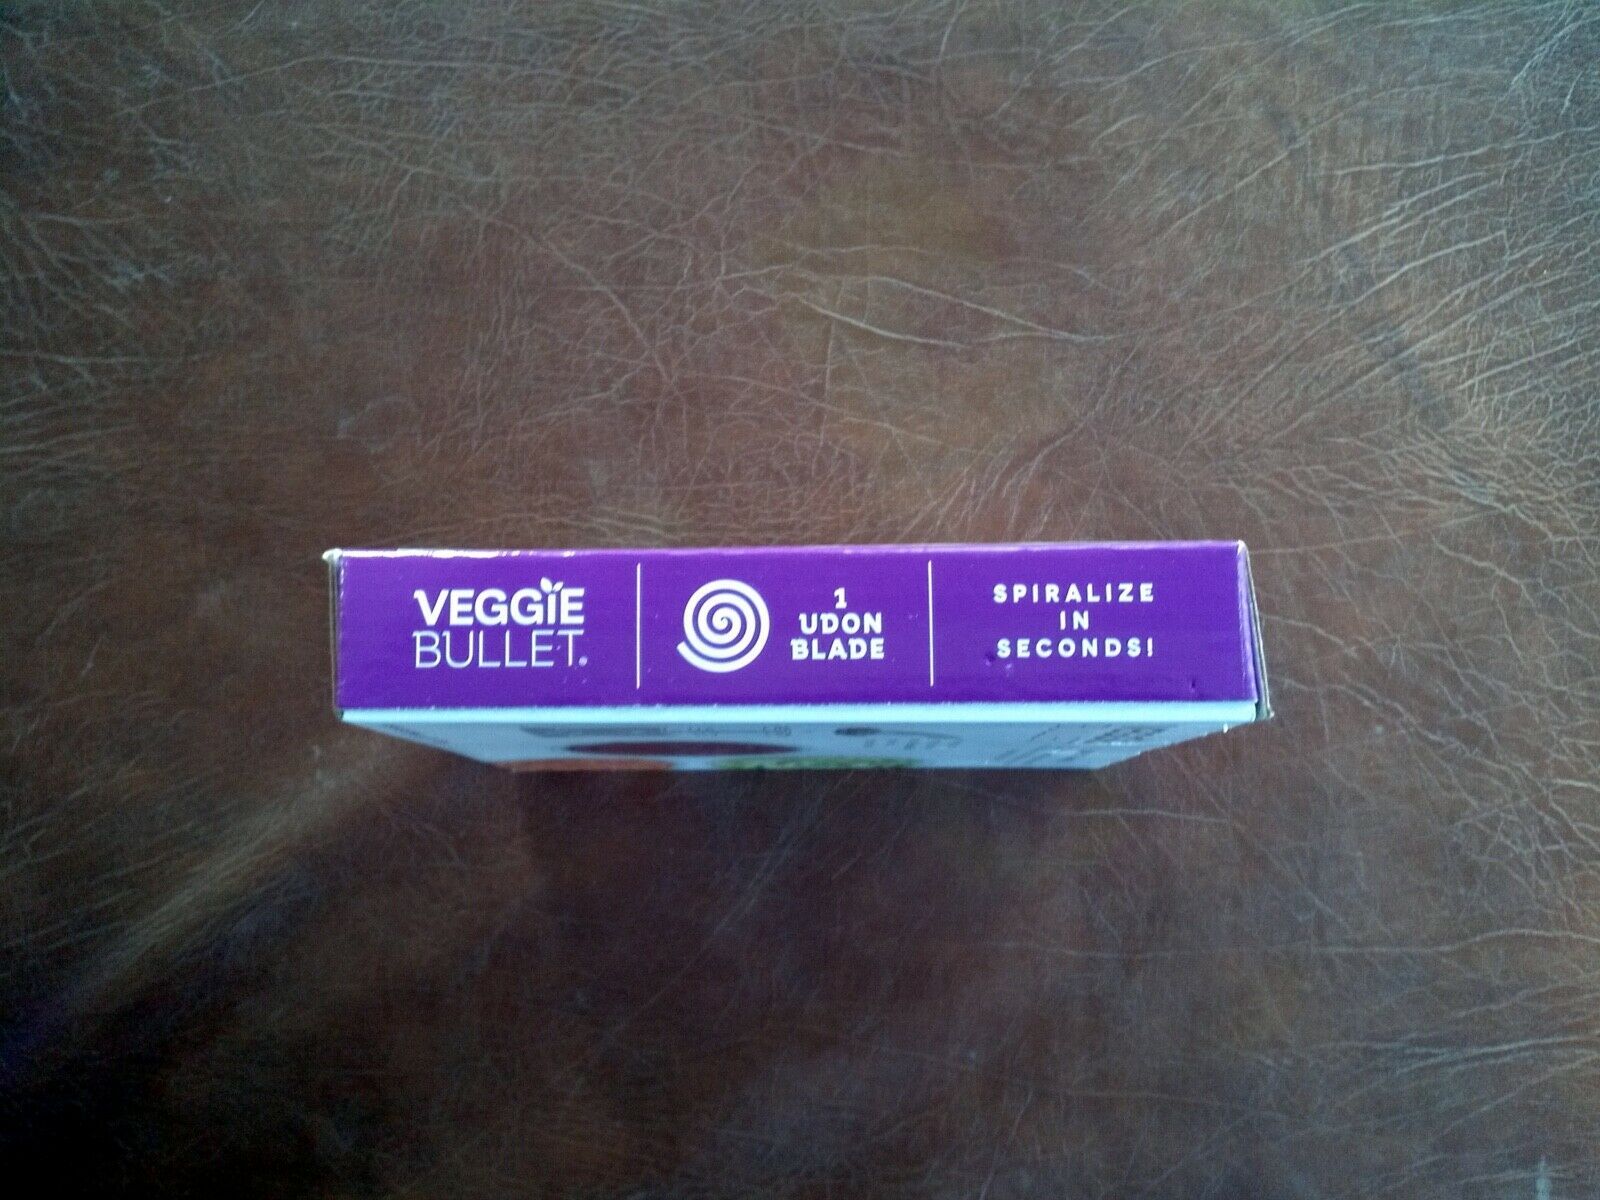 VEGGIE
BULLET®
1
UDON
BLADE
SPIRALIZE
IN
SECONDS!